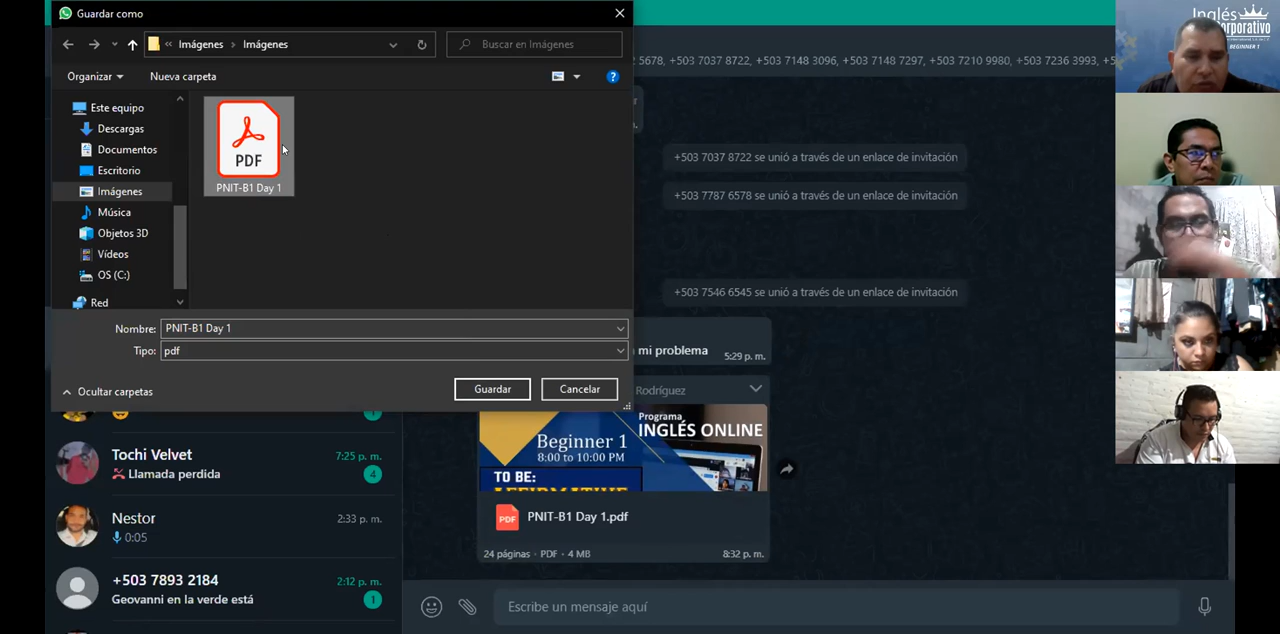 Guardar como
Imágenes
Imágenes
Buscar en Imágenes
Organizar
Nueva carpeta
Este equipo
Descargas
Documentos
Escritorio
Imágenes
Música
Objetos 3D
Vídeos
OS (C:)
Red
PDF
PNIT-B1 Day 1
Nombre:
PNIT-B1 Day 1
Tipo:
pdf
Ocultar carpetas
Guardar
Cancelar
5678, +503 7037 8722, +503 7148 3096, +503 7148 7297, +503 7210 9980, +503 7236 3993,
+503 7037 8722 se unió a través de un enlace de invitación
+503 7787 6578 se unió a través de un enlace de invitación
+503 7546 6545 se unió a través de un enlace de invitación
mi problema
5:29 p. m.
Rodríguez
Beginner 1
8:00 to 10:00 PM
TO BE:
AFFIRMATIVE
Programa
INGLÉS ONLINE
PDF
PNIT-B1 Day 1.pdf
24 páginas · PDF · 4 MB
8:32 p. m.
Tochi Velvet
7:25 p. m.
Llamada perdida
4
Nestor
2:33 p. m.
0:05
+503 7893 2184
2:12 p. m.
Geovanni en la verde está
1
Escribe un mensaje aquí
Inglés
orporativo
BEGINNER 1